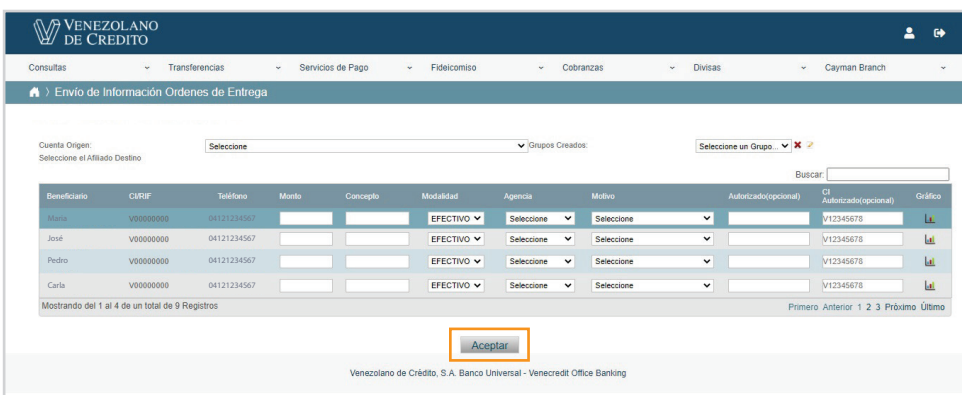 VENEZOLANO
DE CREDITO
Consultas Transferencias Servicios de Pago Fideicomiso Cobranzas Divisas Cayman Branch
Envío de Información Ordenes de Entrega
Cuenta Origen: Seleccione Grupos Creados: Seleccione un Grupo...
Seleccione el Afiliado Destino
Buscar:
Beneficiario CI/RIF Teléfono Monto Concepto Modalidad Agencia Motivo Autorizado(opcional) CI Autorizado(opcional) Gráfico
Maria V00000000 04121234567 EFECTIVO Seleccione Seleccione V12345678
José V00000000 04121234567 EFECTIVO Seleccione Seleccione V12345678
Pedro V00000000 04121234567 EFECTIVO Seleccione Seleccione V12345678
Carla V00000000 04121234567 EFECTIVO Seleccione Seleccione V12345678
Mostrando del 1 al 4 de un total de 9 Registros Primero Anterior 1 2 3 Próximo Último
Aceptar
Venezolano de Crédito, S.A. Banco Universal - Venecredit Office Banking